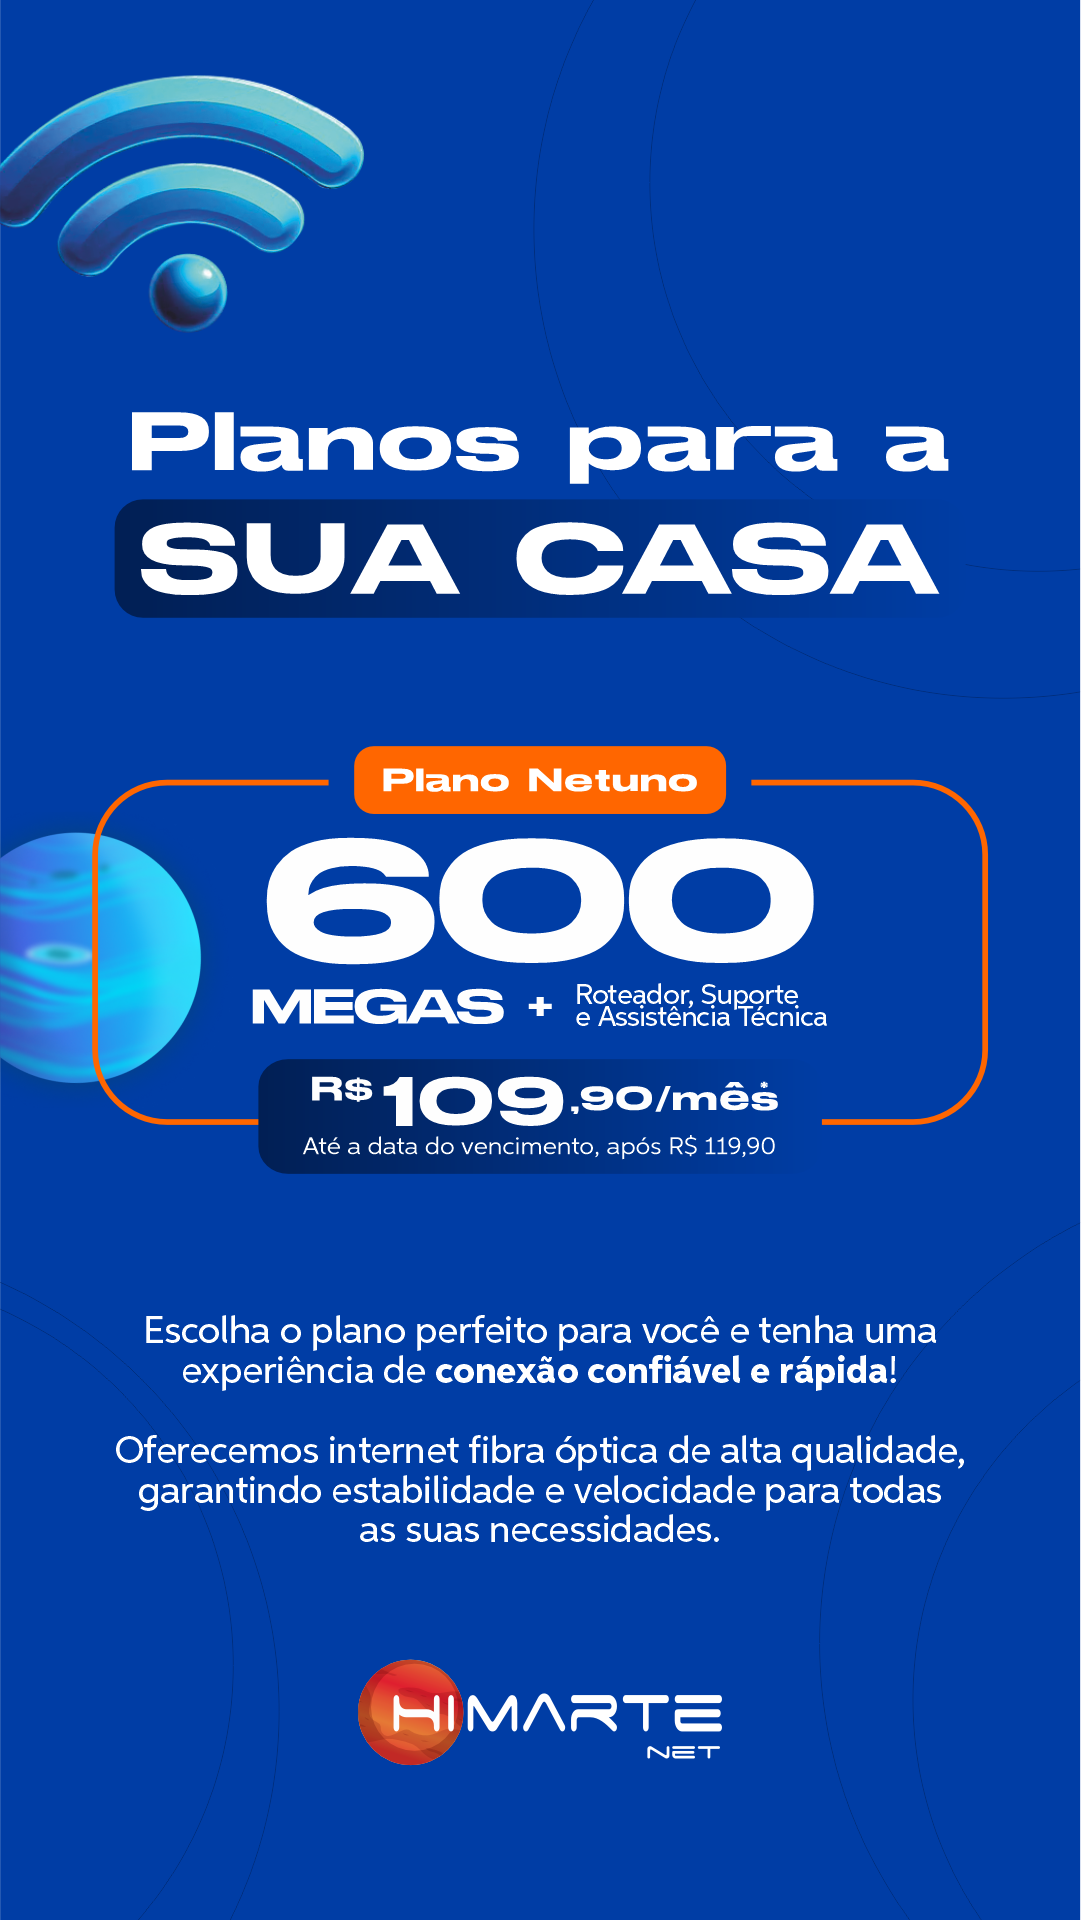 Planos para a
SUA CASA
Plano Netuno
600
MEGAS + Roteador, Suporte
e Assistência Técnica
R$ 109,90/mês*
Até a data do vencimento, após R$ 119,90
Escolha o plano perfeito para você e tenha uma
experiência de conexão confiável e rápida!
Oferecemos internet fibra óptica de alta qualidade,
garantindo estabilidade e velocidade para todas
as suas necessidades.
HIMARTE
NET